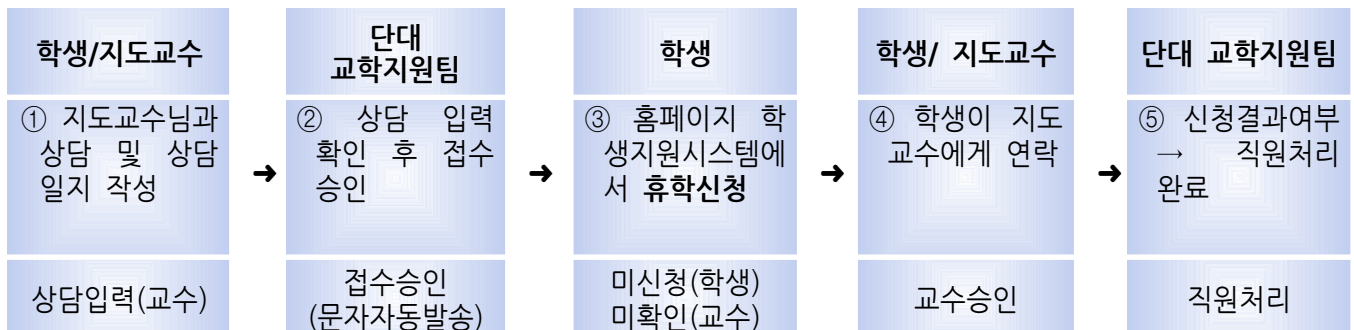 학생/지도교수
① 지도교수님과
상담 및 상담
일지 작성
상담입력(교수)
➜
단대
교학지원팀
② 상담 입력
확인 후 접수
승인
접수승인
(문자자동발송)
➜
학생
③ 홈페이지 학
생지원시스템에
서 휴학신청
미신청(학생)
미확인(교수)
➜
학생/ 지도교수
④ 학생이 지도
교수에게 연락
교수승인
➜
단대 교학지원팀
⑤ 신청결과여부
→ 직원처리
완료
직원처리